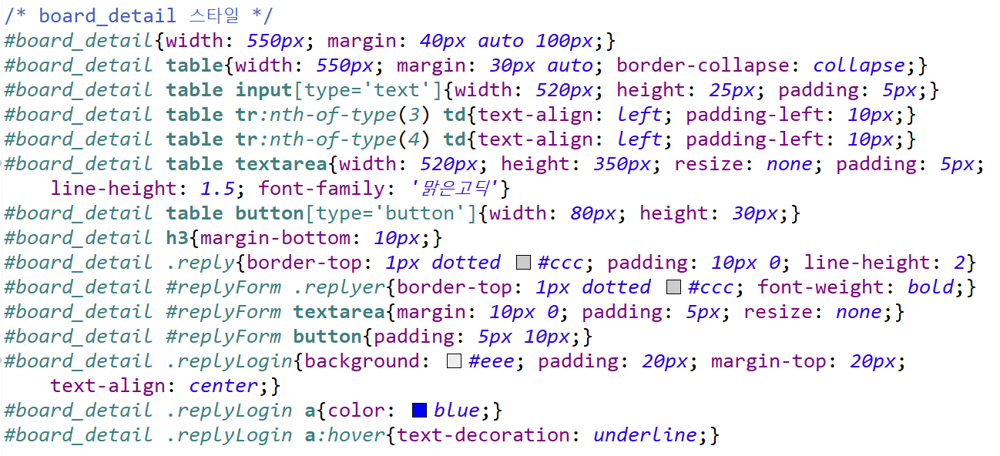 /* board_detail 스타일 */
#board_detail{width: 550px; margin: 40px auto 100px;}
#board_detail table{width: 550px; margin: 30px auto; border-collapse: collapse;}
#board_detail table input[type='text']{width: 520px; height: 25px; padding: 5px;}
#board_detail table tr:nth-of-type(3) td{text-align: left; padding-left: 10px;}
#board_detail table tr:nth-of-type(4) td{text-align: left; padding-left: 10px;}
#board_detail table textarea{width: 520px; height: 350px; resize: none; padding: 5px;
line-height: 1.5; font-family: '맑은고딕'}
#board_detail table button[type='button']{width: 80px; height: 30px;}
#board_detail h3{margin-bottom: 10px;}
#board_detail .reply{border-top: 1px dotted #ccc; padding: 10px 0; line-height: 2}
#board_detail #replyForm .replyer{border-top: 1px dotted #ccc; font-weight: bold;}
#board_detail #replyForm textarea{margin: 10px 0; padding: 5px; resize: none;}
#board_detail #replyForm button{padding: 5px 10px;}
#board_detail .replyLogin{background: #eee; padding: 20px; margin-top: 20px;
text-align: center;}
#board_detail .replyLogin a{color: blue;}
#board_detail .replyLogin a:hover{text-decoration: underline;}